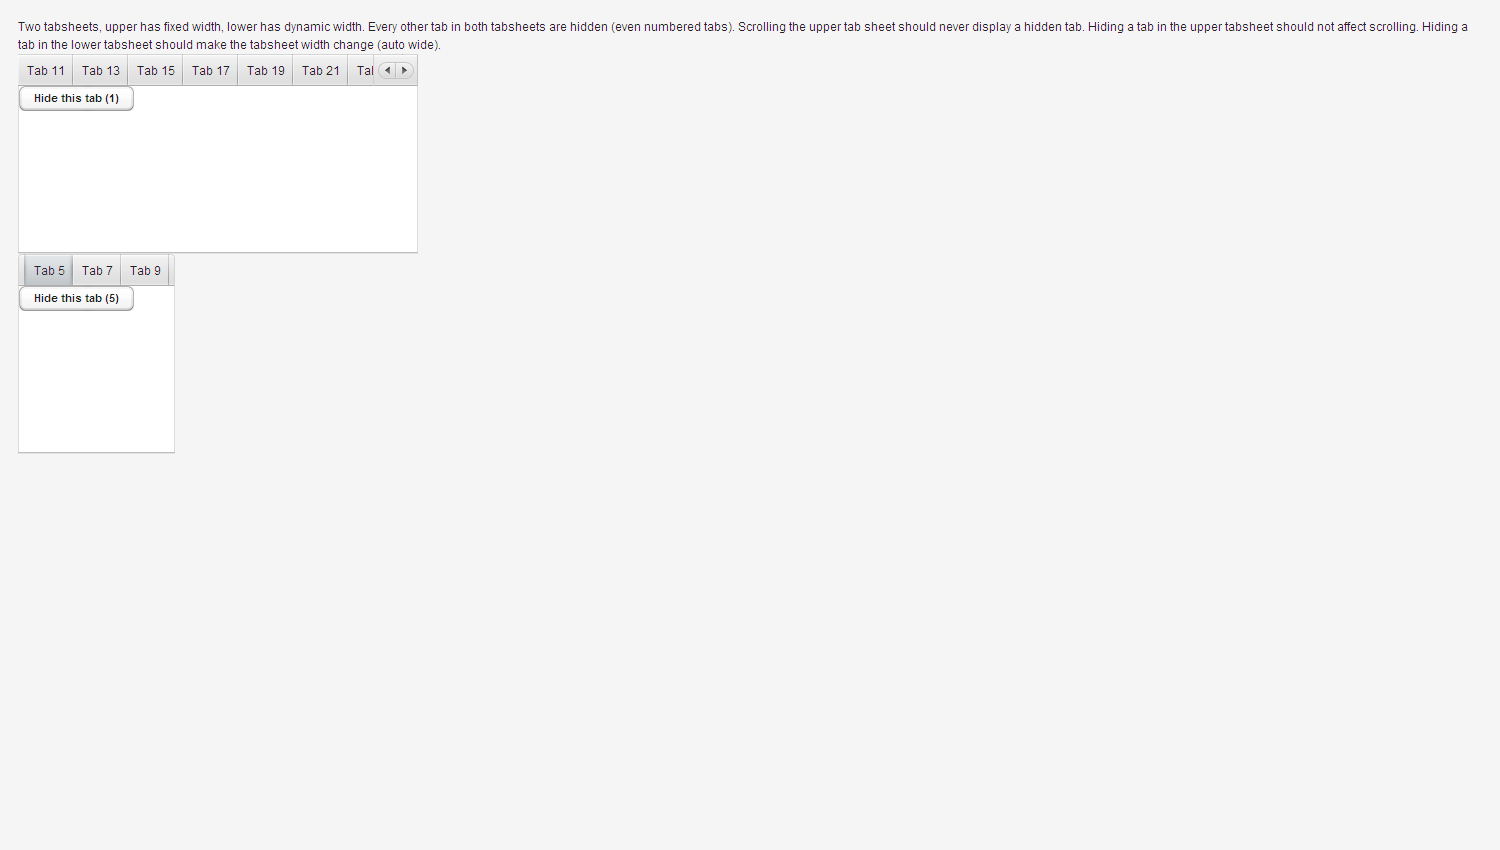 Two tabsheets, upper has fixed width, lower has dynamic width. Every other tab in both tabsheets are hidden (even numbered tabs). Scrolling the upper tab sheet should never display a hidden tab. Hiding a tab in the upper tabsheet should not affect scrolling. Hiding a
tab in the lower tabsheet should make the tabsheet width change (auto wide).
Tab 11 Tab 13 Tab 15 Tab 17 Tab 19 Tab 21
Hide this tab (1)
Tab 5 Tab 7 Tab 9
Hide this tab (5)